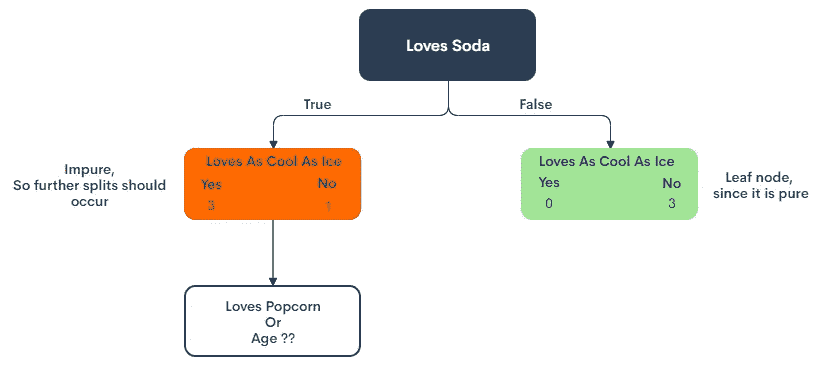 Loves Soda
True
False
Impure,
So further splits should
occur
Loves As Cool As Ice
Yes No
3 1
Loves As Cool As Ice
Yes No
0 3
Leaf node,
since it is pure
Loves Popcorn
Or
Age ??